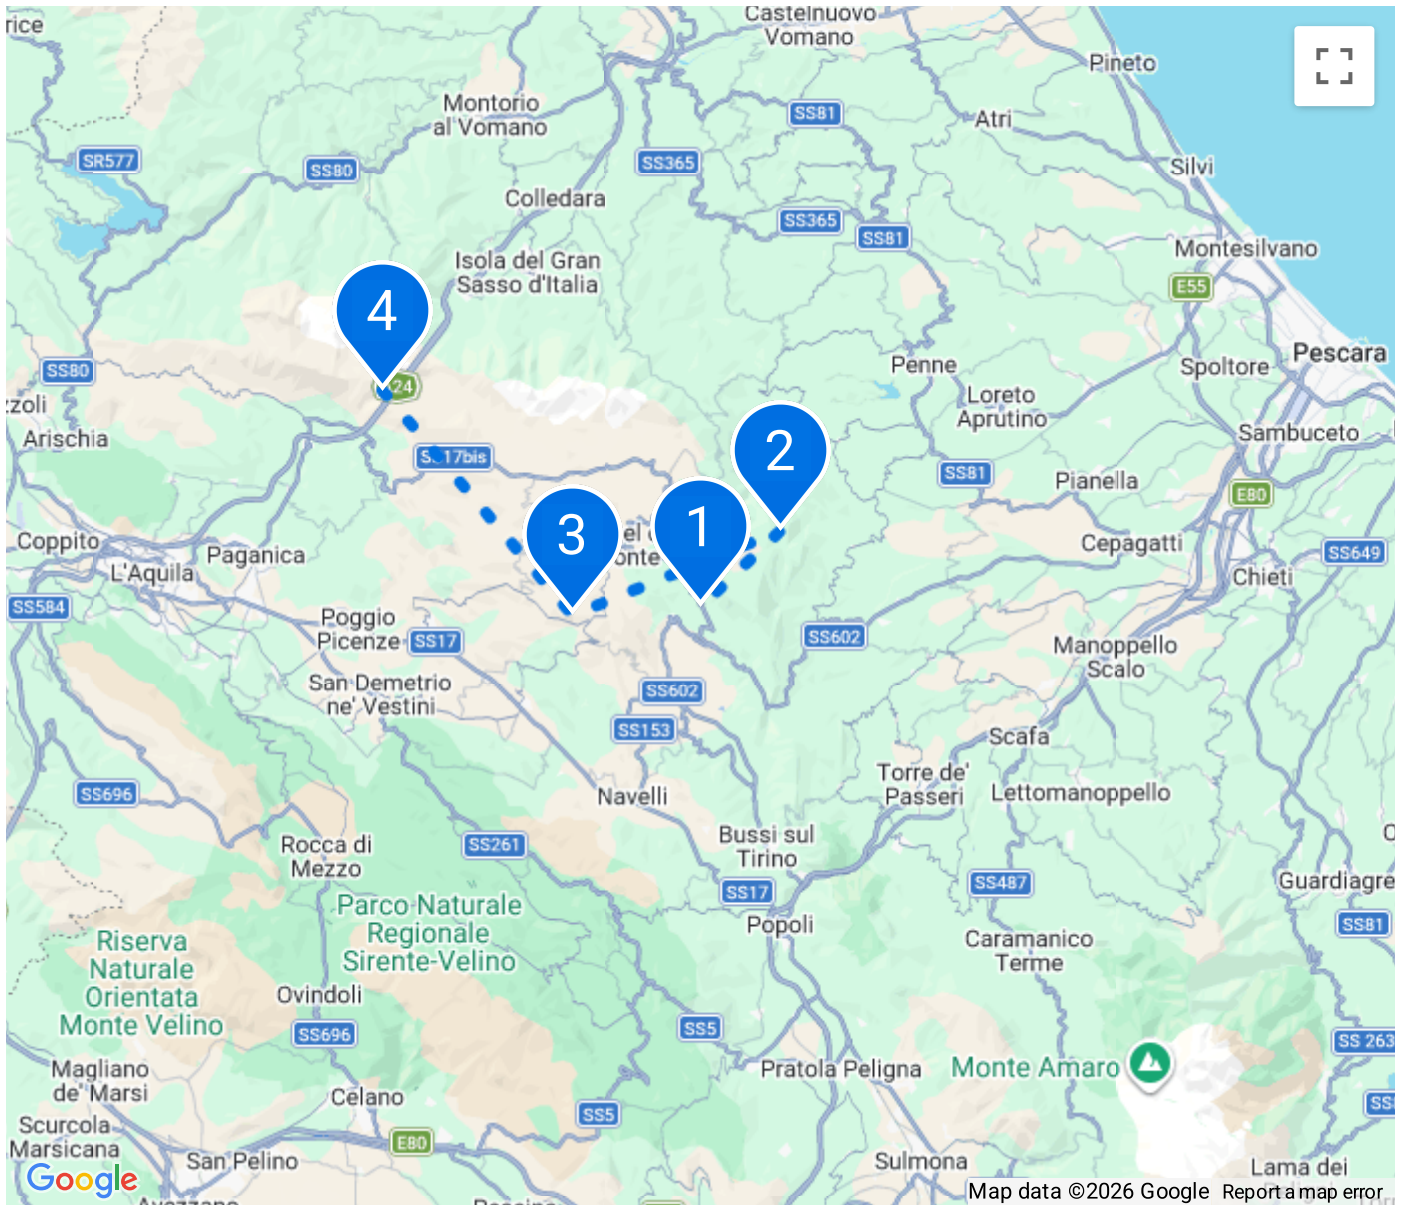 rice
Castelnuovo
Vomano
Pineto
Montorio
al Vomano
SS81
Atri
SR577
SS80
SS365
Silvi
Colledara
SS365
SS81
Montesilvano
Isola del Gran
Sasso d'Italia
E55
4
Pescara
Spoltore
SS80
24
Penne
Loreto
Aprutino
zzoli
Arischia
Sambuceto
2
17bis
SS81
Pianella
E80
1
3
el
onte
Coppito
Paganica
Cepagatti
SS649
L'Aquila
Chieti
SS584
Poggio
Picenze
SS17
SS602
Manoppello
Scalo
San Demetrio
ne' Vestini
SS602
SS153
Scafa
Torre de'
Passeri
Lettomanoppello
SS696
Navelli
Rocca di
Mezzo
SS261
Bussi sul
Tirino
SS17
SS487
Guardiagre
Parco Naturale
Regionale
Sirente-Velino
Popoli
SS81
Riserva
Naturale
Orientata
Monte Velino
Caramanico
Terme
Ovindoli
SS696
SS5
SS 263
Magliano
de' Marsi
Pratola Peligna
Monte Amaro
Celano
SS5
Scurcola
Marsicana
E80
San Pelino
Sulmona
Lama dei
Google
Map data ©2026 Google
Report a map error